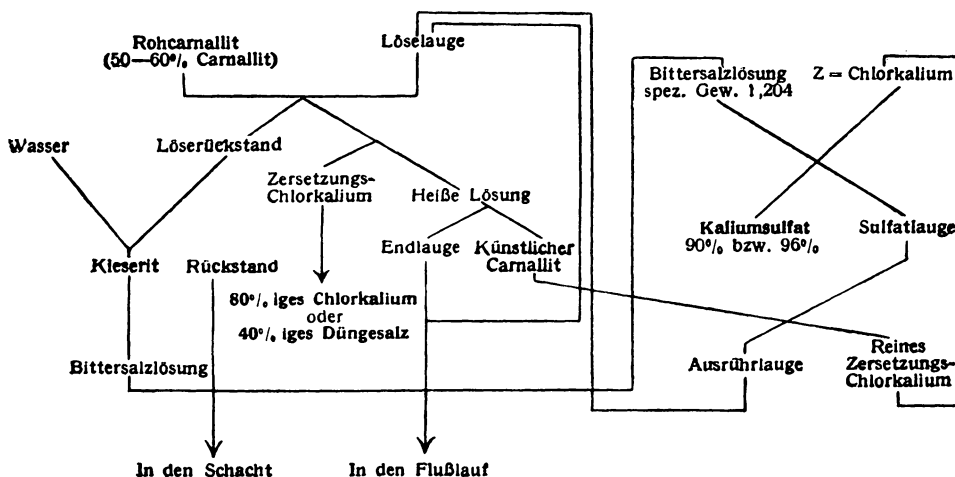 Rohcarnallit
(50—60% Carnallit)
Löselauge
Bittersalzlösung
spez. Gew. 1,204
Z = Chlorkalium
Wasser
Löserückstand
Zersetzungs-
Chlorkalium
Heiße Lösung
Endlauge
Künstlicher
Carnallit
Kaliumsulfat
90% bzw. 96%
Sulfatlauge
Kieserit
Rückstand
80%iges Chlorkalium
oder
40%iges Düngesalz
Bittersalzlösung
Ausrührlauge
Reines
Zersetzungs-
Chlorkalium
In den Schacht
In den Flußlauf